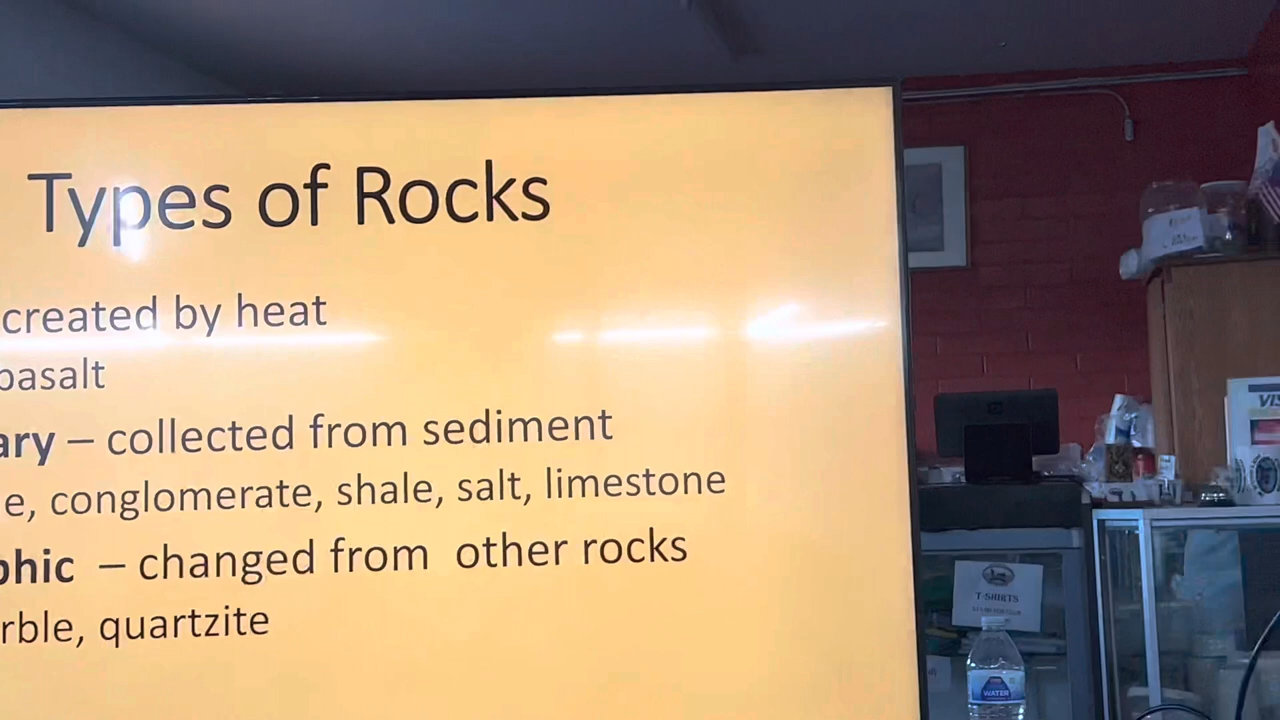 Types of Rocks
created by heat
basalt
ary – collected from sediment
e, conglomerate, shale, salt, limestone
phic – changed from other rocks
rble, quartzite
VIS
T-SHIRTS
WATER